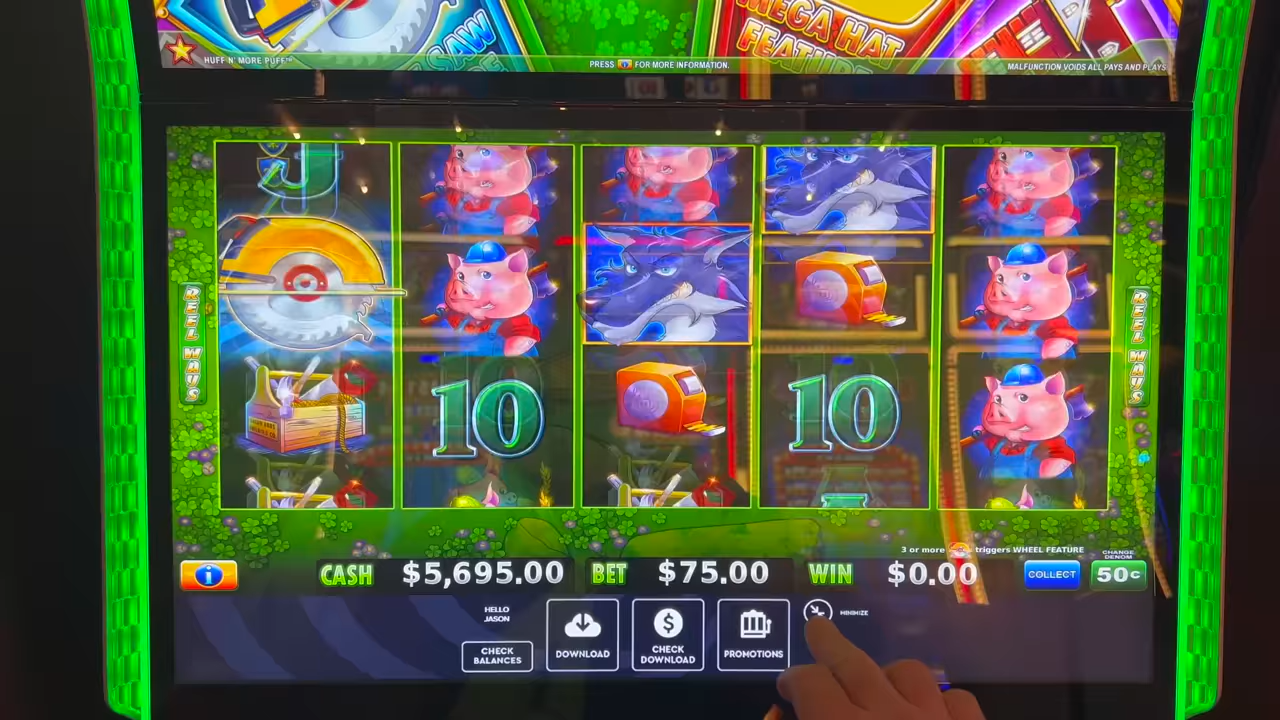 SAW
MEGA HAT
FEATURE
HUFF N' MORE PUFF™
PRESS i FOR MORE INFORMATION.
MALFUNCTION VOIDS ALL PAYS AND PLAYS
J
REEL WAYS
REEL WAYS
10
10
3 or more triggers WHEEL FEATURE
CHANGE
DENOM
i
CASH $5,695.00 BET $75.00 WIN $0.00 COLLECT 50¢
HELLO
JASON
CHECK
BALANCES
DOWNLOAD
$
CHECK
DOWNLOAD
PROMOTIONS
MINIMIZE